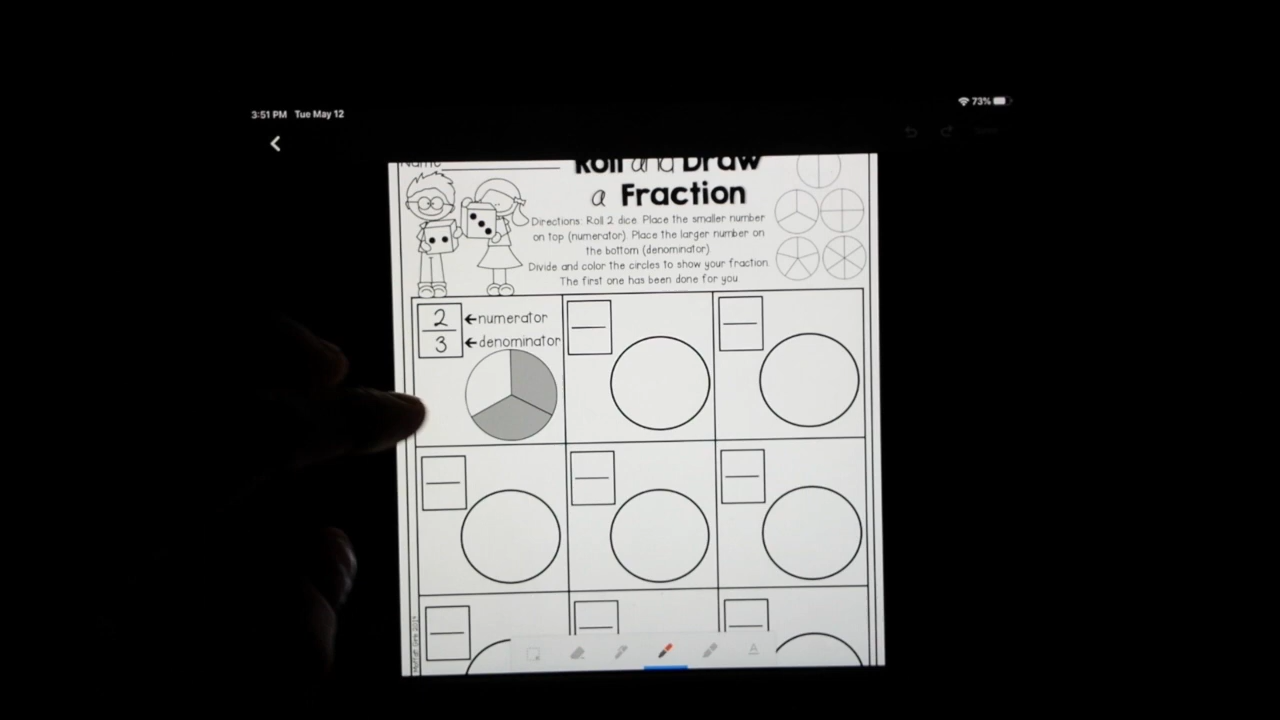 3:51 PM Tue May 12
73%
Name
Roll and Draw
a Fraction
Directions: Roll 2 dice. Place the smaller number
on top (numerator). Place the larger number on
the bottom (denominator)
Divide and color the circles to show your fraction.
The first one has been done for you
2 ←numerator
3 ←denominator
A